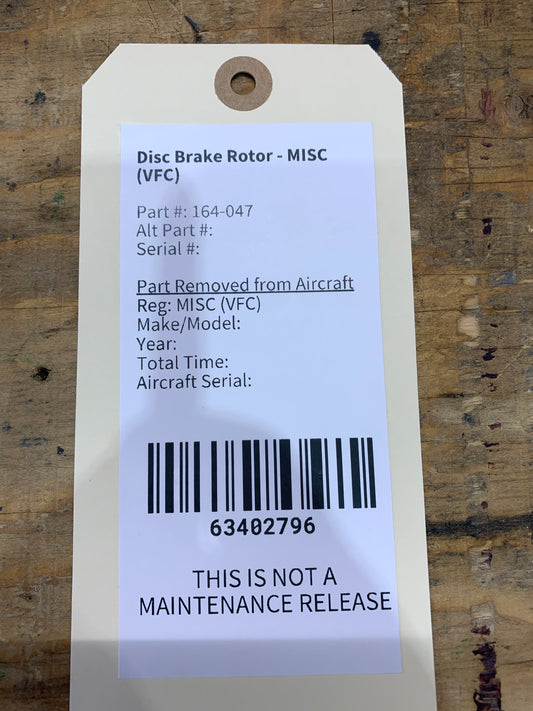 Disc Brake Rotor - MISC
(VFC)
Part #: 164-047
Alt Part #:
Serial #:
Part Removed from Aircraft
Reg: MISC (VFC)
Make/Model:
Year:
Total Time:
Aircraft Serial:
63402796
THIS IS NOT A
MAINTENANCE RELEASE